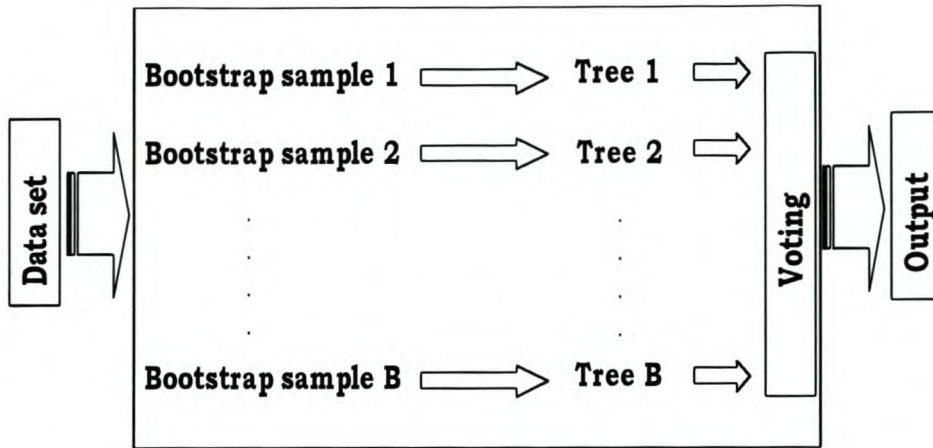 Data set
Bootstrap sample 1 Tree 1
Bootstrap sample 2 Tree 2
Bootstrap sample B Tree B
Voting
Output